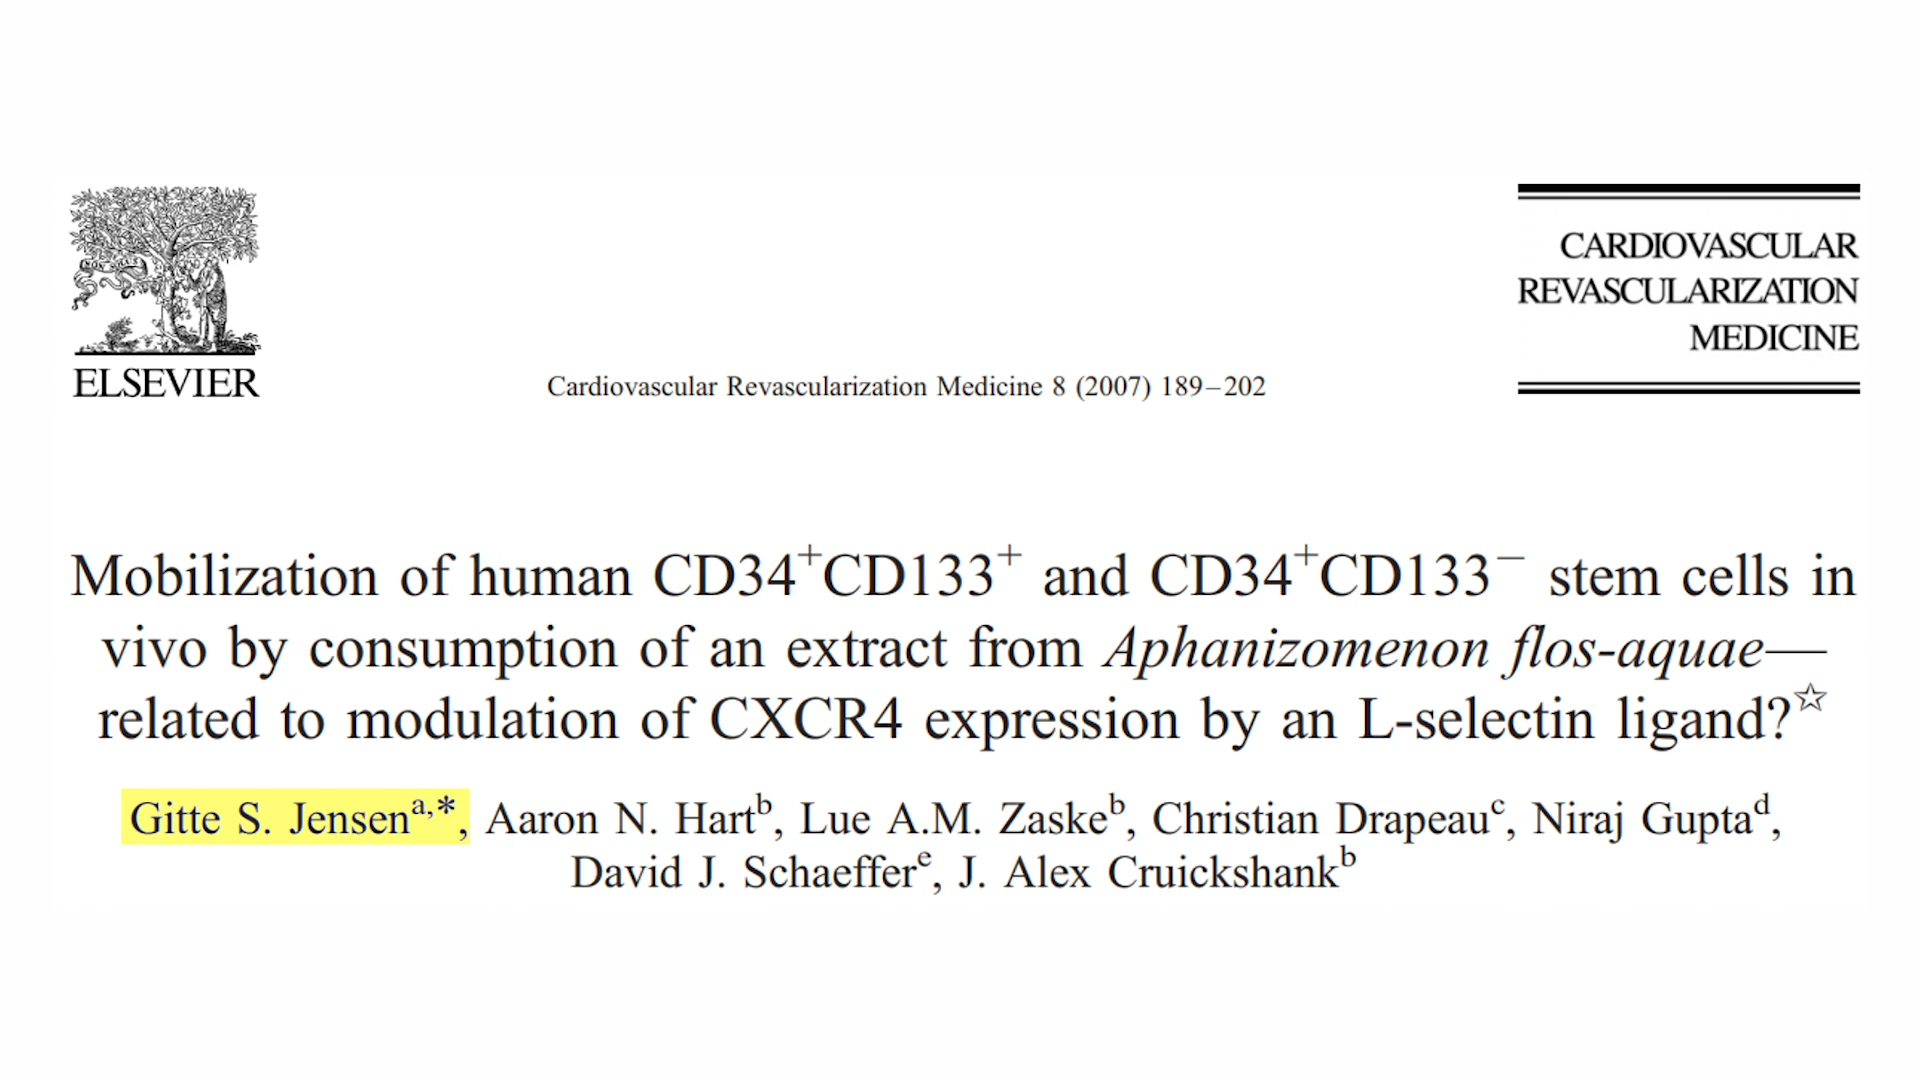 ELSEVIER
Cardiovascular Revascularization Medicine 8 (2007) 189–202
CARDIOVASCULAR
REVASCULARIZATION
MEDICINE
Mobilization of human CD34⁺CD133⁺ and CD34⁺CD133⁻ stem cells in
vivo by consumption of an extract from Aphanizomenon flos-aquae—
related to modulation of CXCR4 expression by an L-selectin ligand?☆
Gitte S. Jensenᵃ,*, Aaron N. Hartᵇ, Lue A.M. Zaskeᵇ, Christian Drapeauᶜ, Niraj Guptaᵈ,
David J. Schaefferᵉ, J. Alex Cruickshankᵇ